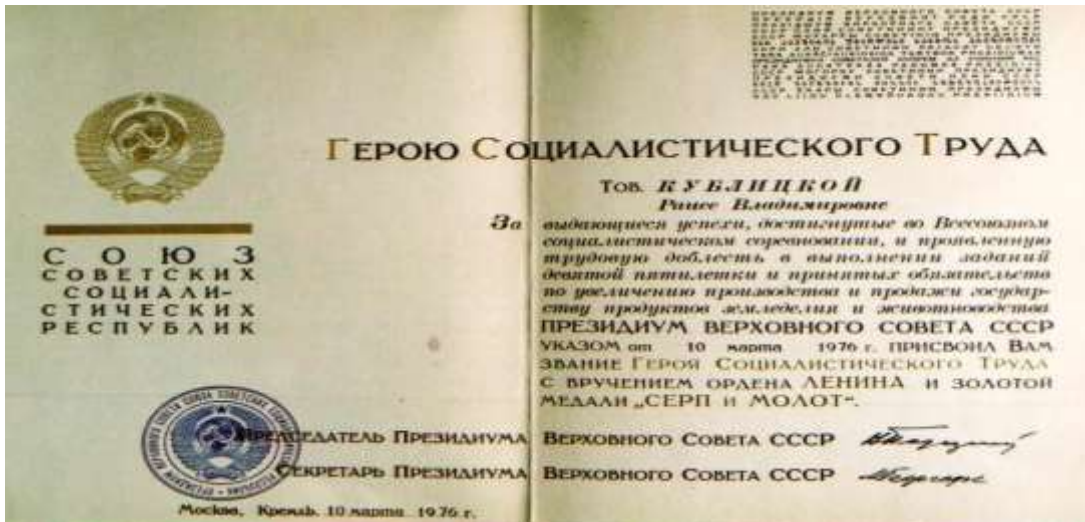 СОЮЗ
СОВЕТСКИХ
СОЦИАЛИ-
СТИЧЕСКИХ
РЕСПУБЛИК
ГЕРОЮ СОЦИАЛИСТИЧЕСКОГО ТРУДА
Тов. КУБЛИЦКОЙ
Раисе Владимировне
За выдающиеся успехи, достигнутые во Всесоюзном
социалистическом соревновании, и проявленную
трудовую доблесть в выполнении заданий
девятой пятилетки и принятых обязательств
по увеличению производства и продажи государ-
ству продуктов земледелия и животноводства
ПРЕЗИДИУМ ВЕРХОВНОГО СОВЕТА СССР
УКАЗОМ от 10 марта 1976 г. ПРИСВОИЛ ВАМ
ЗВАНИЕ ГЕРОЯ СОЦИАЛИСТИЧЕСКОГО ТРУДА
С ВРУЧЕНИЕМ ОРДЕНА ЛЕНИНА И ЗОЛОТОЙ
МЕДАЛИ „СЕРП И МОЛОТ“.
ПРЕДСЕДАТЕЛЬ ПРЕЗИДИУМА ВЕРХОВНОГО СОВЕТА СССР
СЕКРЕТАРЬ ПРЕЗИДИУМА ВЕРХОВНОГО СОВЕТА СССР
Москва, Кремль. 10 марта 1976 г.